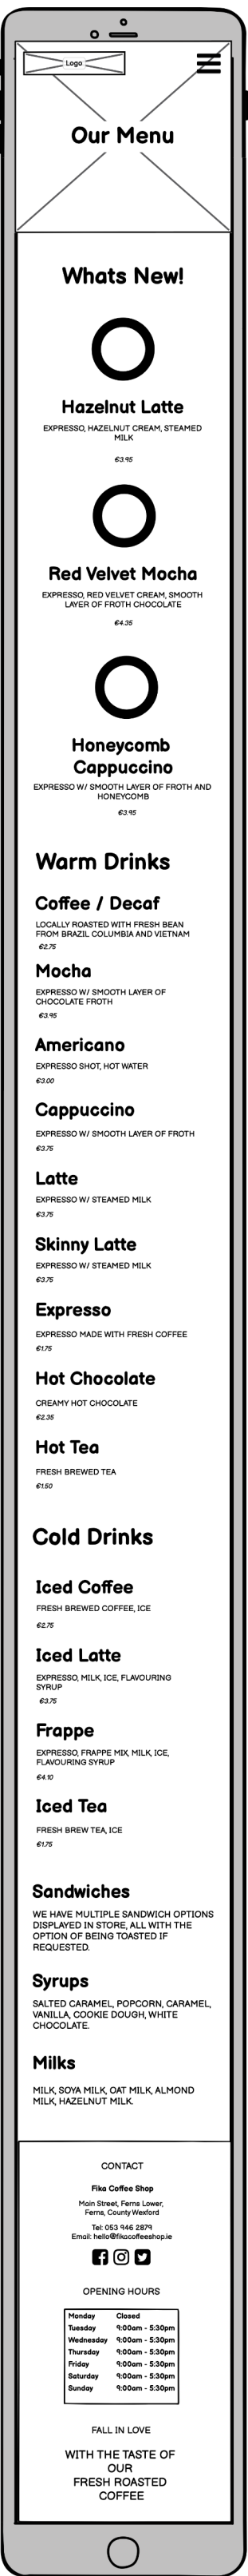 Logo
Our Menu
Whats New!
Hazelnut Latte
EXPRESSO, HAZELNUT CREAM, STEAMED
MILK
€3.95
Red Velvet Mocha
EXPRESSO, RED VELVET CREAM, SMOOTH
LAYER OF FROTH CHOCOLATE
€4.35
Honeycomb
Cappuccino
EXPRESSO W/ SMOOTH LAYER OF FROTH AND
HONEYCOMB
€3.95
Warm Drinks
Coffee / Decaf
LOCALLY ROASTED WITH FRESH BEAN
FROM BRAZIL COLUMBIA AND VIETNAM
€2.75
Mocha
EXPRESSO W/ SMOOTH LAYER OF
CHOCOLATE FROTH
€3.95
Americano
EXPRESSO SHOT, HOT WATER
€3.00
Cappuccino
EXPRESSO W/ SMOOTH LAYER OF FROTH
€3.75
Latte
EXPRESSO W/ STEAMED MILK
€3.75
Skinny Latte
EXPRESSO W/ STEAMED MILK
€3.75
Expresso
EXPRESSO MADE WITH FRESH COFFEE
€1.75
Hot Chocolate
CREAMY HOT CHOCOLATE
€2.35
Hot Tea
FRESH BREWED TEA
€1.50
Cold Drinks
Iced Coffee
FRESH BREWED COFFEE, ICE
€2.75
Iced Latte
EXPRESSO, MILK, ICE, FLAVOURING
SYRUP
€3.75
Frappe
EXPRESSO, FRAPPE MIX, MILK, ICE,
FLAVOURING SYRUP
€4.10
Iced Tea
FRESH BREW TEA, ICE
€1.75
Sandwiches
WE HAVE MULTIPLE SANDWICH OPTIONS
DISPLAYED IN STORE, ALL WITH THE
OPTION OF BEING TOASTED IF
REQUESTED.
Syrups
SALTED CARAMEL, POPCORN, CARAMEL,
VANILLA, COOKIE DOUGH, WHITE
CHOCOLATE.
Milks
MILK, SOYA MILK, OAT MILK, ALMOND
MILK, HAZELNUT MILK.
CONTACT
Fika Coffee Shop
Main Street, Ferns Lower,
Ferns, County Wexford
Tel: 053 946 2879
Email: hello@fikacoffeeshop.ie
OPENING HOURS
Monday Closed
Tuesday 9:00am - 5:30pm
Wednesday 9:00am - 5:30pm
Thursday 9:00am - 5:30pm
Friday 9:00am - 5:30pm
Saturday 9:00am - 5:30pm
Sunday 9:00am - 5:30pm
FALL IN LOVE
WITH THE TASTE OF
OUR
FRESH ROASTED
COFFEE